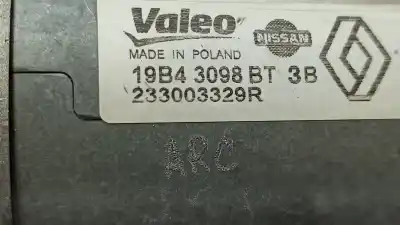 Valeo
NISSAN
MADE IN POLAND
19B4 3098 BT 3B
233003329R
ARC